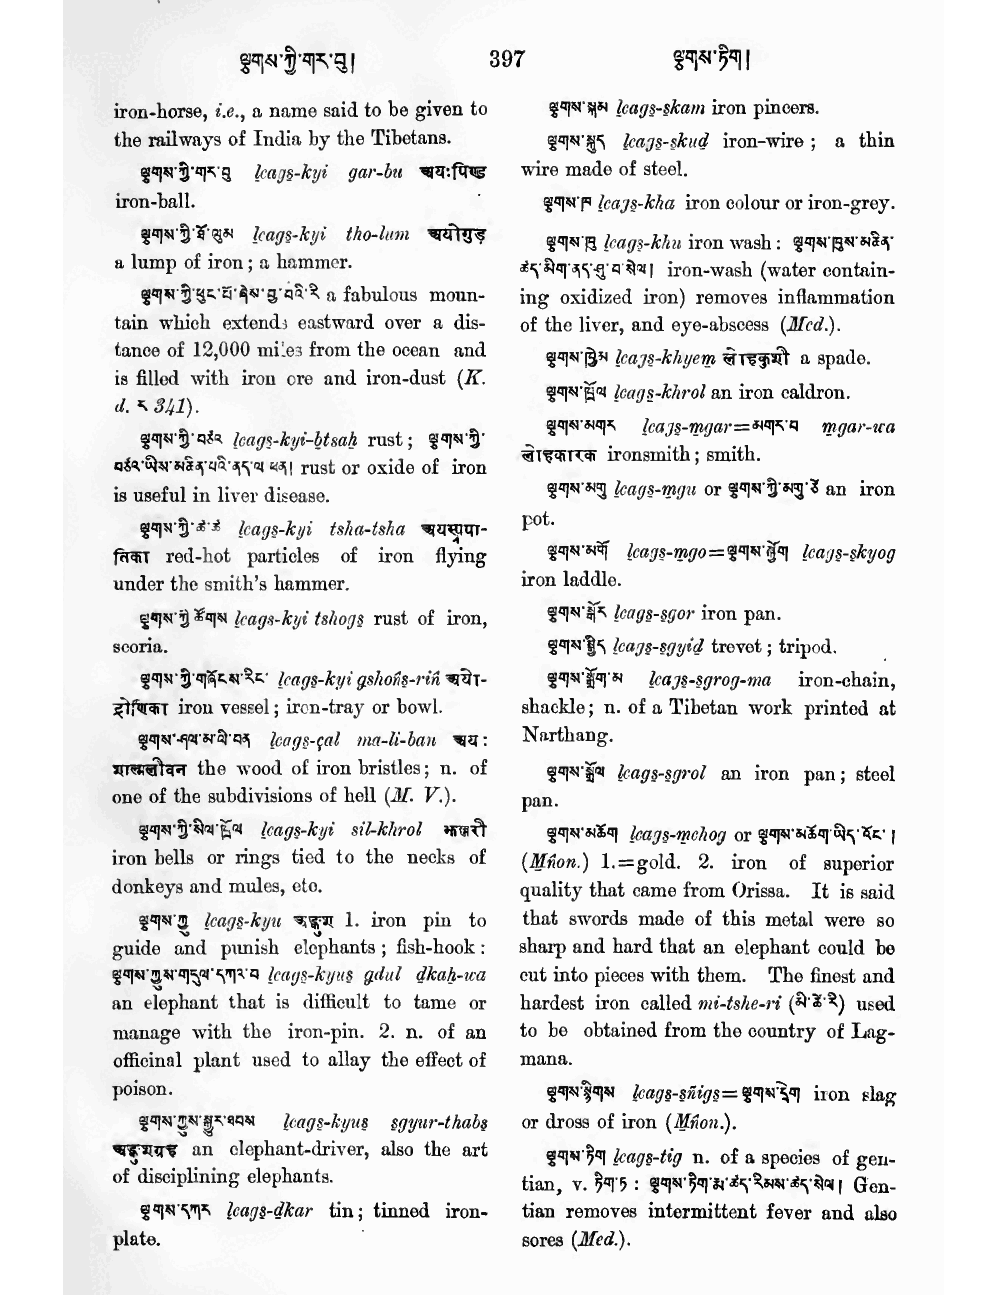 ལྕགས་ཀྱི་གར་བུ། 397 ལྕགས་ཏིག།
iron-horse, i.e., a name said to be given to
the railways of India by the Tibetans.
ལྕགས་ཀྱི་གར་བུ lcags-kyi gar-bu अयःपिण्ड
iron-ball.
ལྕགས་ཀྱི་ཐོ་ལུམ lcags-kyi tho-lum अयोगुड़
a lump of iron; a hammer.
ལྕགས་ཀྱི་ཕུང་པོ་ཞེས་བྱ་བའི་རི a fabulous moun-
tain which extends eastward over a dis-
tance of 12,000 miles from the ocean and
is filled with iron ore and iron-dust (K.
d. ར 341).
ལྕགས་ཀྱི་བཙའ lcags-kyi-btsaḥ rust; ལྕགས་ཀྱི་
བཙའ་ཡིས་མཆིན་པའི་ནད་ལ་ཕན། rust or oxide of iron
is useful in liver disease.
ལྕགས་ཀྱི་ཚ་ཚ lcags-kyi tsha-tsha अयस्प्रपा-
तिका red-hot particles of iron flying
under the smith's hammer.
ལྕགས་ཀྱི་ཚོགས lcags-kyi tshogs rust of iron,
scoria.
ལྕགས་ཀྱི་གཞོངས་རིང་ lcags-kyi gshoṅs-riṅ अयो-
द्रोणिका iron vessel; iron-tray or bowl.
ལྕགས་ཤལ་མ་ལི་བན lcags-çal ma-li-ban अय:
शाल्मलीवन the wood of iron bristles; n. of
one of the subdivisions of hell (M. V.).
ལྕགས་ཀྱི་སིལ་ཁྲོལ lcags-kyi sil-khrol झज्झरी
iron bells or rings tied to the necks of
donkeys and mules, etc.
ལྕགས་ཀྱུ lcags-kyu अङ्कुश 1. iron pin to
guide and punish elephants; fish-hook:
ལྕགས་ཀྱུས་གདུལ་དཀའ་བ lcags-kyus gdul dkaḥ-wa
an elephant that is difficult to tame or
manage with the iron-pin. 2. n. of an
officinal plant used to allay the effect of
poison.
ལྕགས་ཀྱུས་སྒྱུར་ཐབས lcags-kyus sgyur-thabs
अङ्कुशग्रह an elephant-driver, also the art
of disciplining elephants.
ལྕགས་དཀར lcags-dkar tin; tinned iron-
plate.
ལྕགས་སྐམ lcags-skam iron pincers.
ལྕགས་སྐུད lcags-skud iron-wire; a thin
wire made of steel.
ལྕགས་ཁ lcags-kha iron colour or iron-grey.
ལྕགས་ཁུ lcags-khu iron wash: ལྕགས་ཁུས་མཆིན་
ཚད་མིག་ནད་ཤུ་བ་སེལ། iron-wash (water contain-
ing oxidized iron) removes inflammation
of the liver, and eye-abscess (Med.).
ལྕགས་ཁྱེམ lcags-khyem लोहकुशी a spade.
ལྕགས་ཁྲོལ lcags-khrol an iron caldron.
ལྕགས་མགར lcags-mgar=མགར་བ mgar-wa
लोहकारक ironsmith; smith.
ལྕགས་མགུ lcags-mgu or ལྕགས་ཀྱི་མགུ་ཅོ an iron
pot.
ལྕགས་མགོ lcags-mgo=ལྕགས་སྐྱོག lcags-skyog
iron laddle.
ལྕགས་སྒོར lcags-sgor iron pan.
ལྕགས་སྒྱིད lcags-sgyid trevet; tripod.
ལྕགས་སྒྲོག་མ lcags-sgrog-ma iron-chain,
shackle; n. of a Tibetan work printed at
Narthang.
ལྕགས་སྒྲོལ lcags-sgrol an iron pan; steel
pan.
ལྕགས་མཆོག lcags-mchog or ལྕགས་མཆོག་ཡིད་འོང་།
(Mṅon.) 1.=gold. 2. iron of superior
quality that came from Orissa. It is said
that swords made of this metal were so
sharp and hard that an elephant could be
cut into pieces with them. The finest and
hardest iron called mi-tshe-ri (མི་ཚེ་རི) used
to be obtained from the country of Lag-
mana.
ལྕགས་སྙིགས lcags-sñigs=ལྕགས་དྲེག iron slag
or dross of iron (Mṅon.).
ལྕགས་ཏིག lcags-tig n. of a species of gen-
tian, v. ཏིག་ཏ: ལྕགས་ཏིག་རྨ་ཚད་རིམས་ཚད་སེལ། Gen-
tian removes intermittent fever and also
sores (Med.).